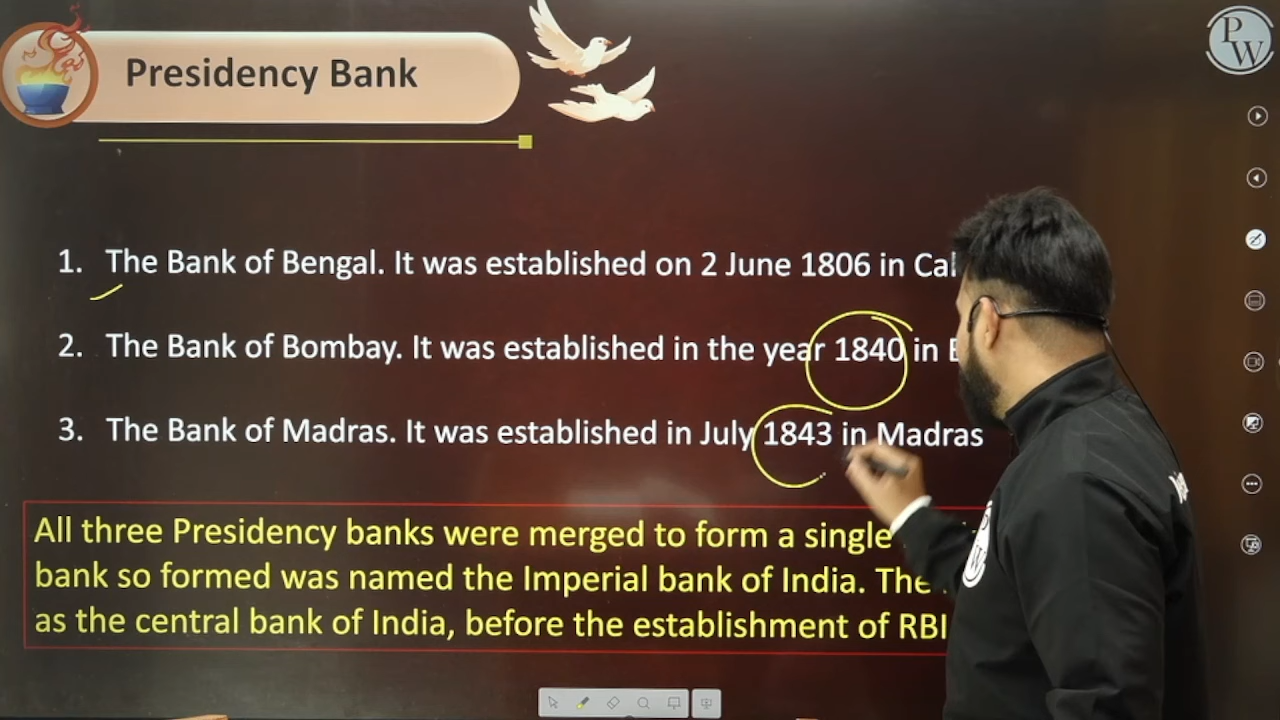 Presidency Bank
PW
1. The Bank of Bengal. It was established on 2 June 1806 in
2. The Bank of Bombay. It was established in the year 1840 in
3. The Bank of Madras. It was established in July 1843 in Madras
All three Presidency banks were merged to form a single
bank so formed was named the Imperial bank of India. The
as the central bank of India, before the establishment of RBI